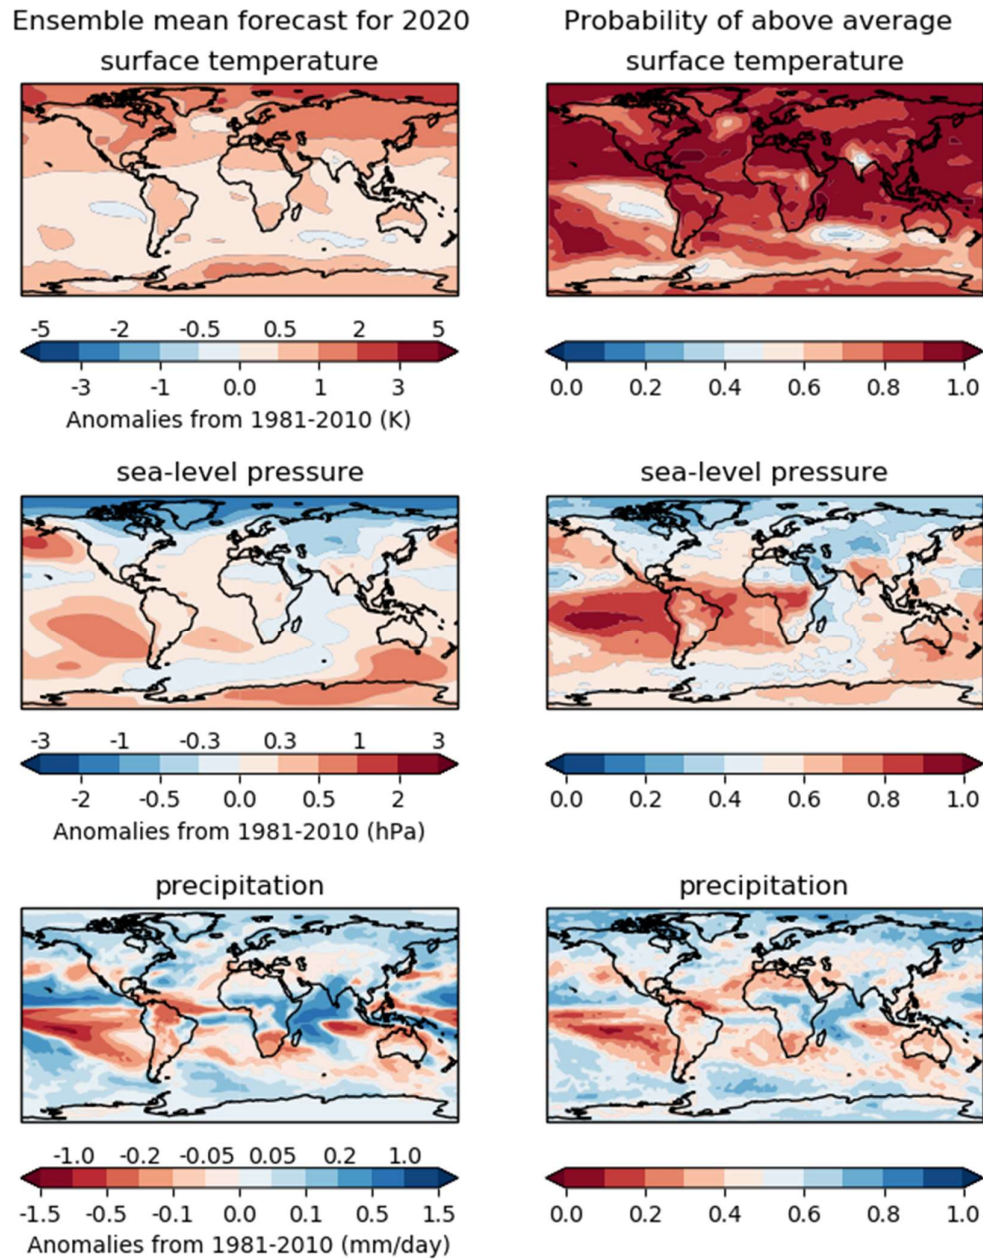 Ensemble mean forecast for 2020
surface temperature
-5 -2 -0.5 0.5 2 5
-3 -1 0.0 1 3
Anomalies from 1981-2010 (K)
Probability of above average
surface temperature
0.0 0.2 0.4 0.6 0.8 1.0
sea-level pressure
-3 -1 -0.3 0.3 1 3
-2 -0.5 0.0 0.5 2
Anomalies from 1981-2010 (hPa)
sea-level pressure
0.0 0.2 0.4 0.6 0.8 1.0
precipitation
-1.0 -0.2 -0.05 0.05 0.2 1.0
-1.5 -0.5 -0.1 0.0 0.1 0.5 1.5
Anomalies from 1981-2010 (mm/day)
precipitation
0.0 0.2 0.4 0.6 0.8 1.0